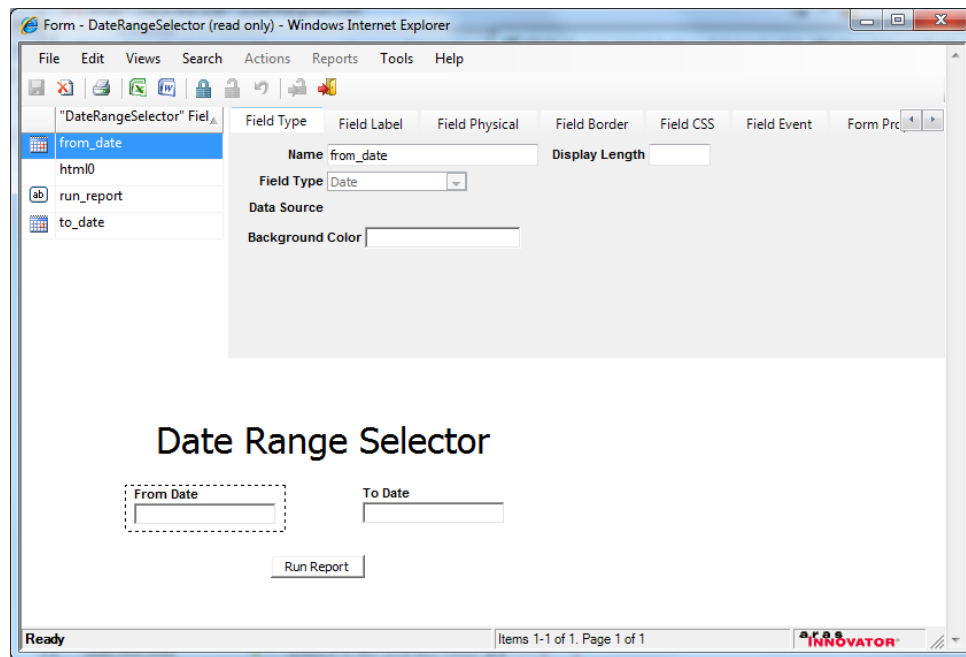 Form - DateRangeSelector (read only) - Windows Internet Explorer
File Edit Views Search Actions Reports Tools Help
"DateRangeSelector" Fiel
Field Type Field Label Field Physical Field Border Field CSS Field Event Form Prop
from_date
html0
ab run_report
to_date
Name from_date Display Length
Field Type Date
Data Source
Background Color
Date Range Selector
From Date To Date
Run Report
Ready Items 1-1 of 1. Page 1 of 1 aras INNOVATOR